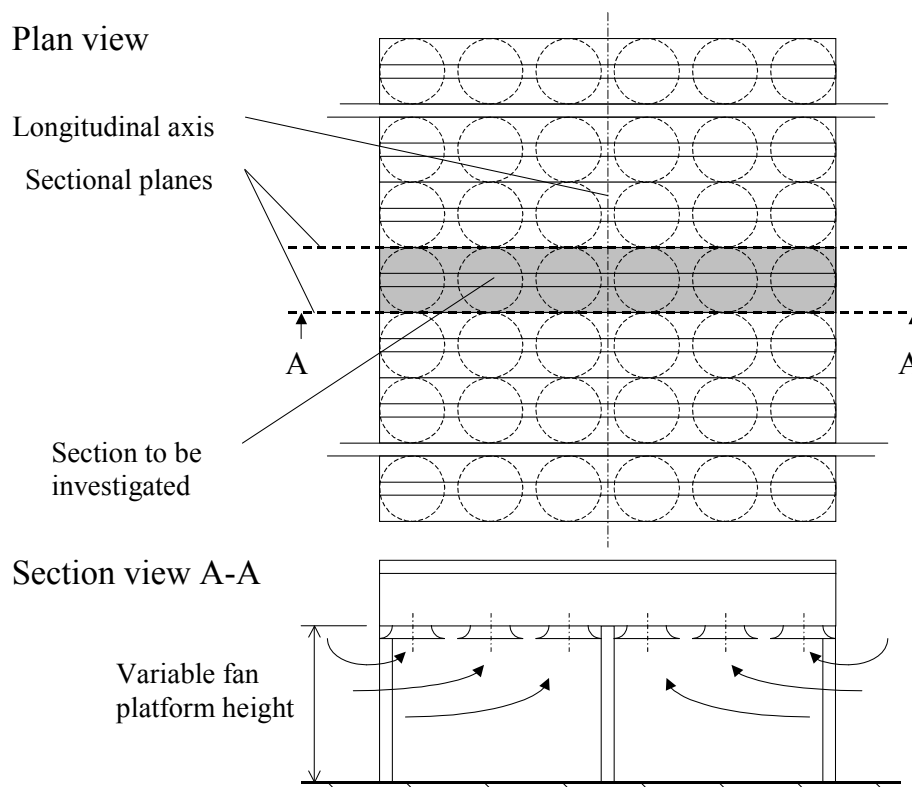 Plan view
Longitudinal axis
Sectional planes
A
A
Section to be
investigated
Section view A-A
Variable fan
platform height